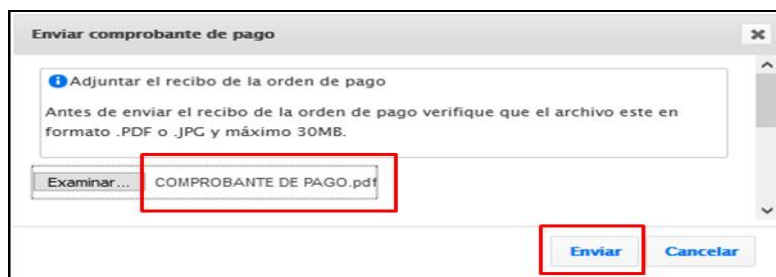 Enviar comprobante de pago
Adjuntar el recibo de la orden de pago
Antes de enviar el recibo de la orden de pago verifique que el archivo este en
formato .PDF o .JPG y máximo 30MB.
Examinar... COMPROBANTE DE PAGO.pdf
Enviar Cancelar